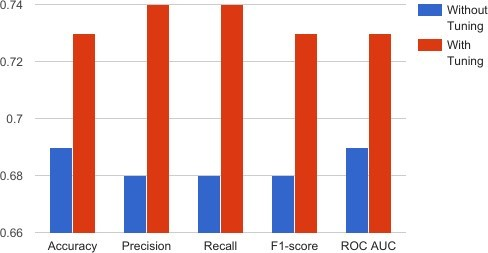 0.74
0.72
0.7
0.68
0.66
Accuracy
Precision
Recall
F1-score
ROC AUC
Without
Tuning
With
Tuning